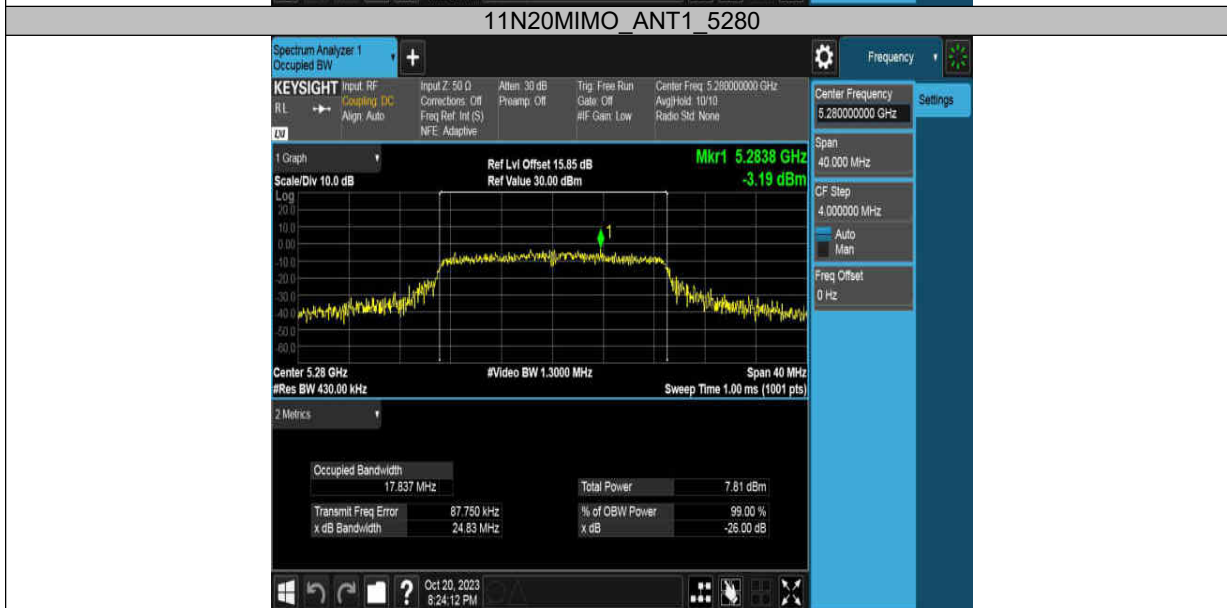 11N20MIMO_ANT1_5280
Spectrum Analyzer 1
Occupied BW
+
Frequency
KEYSIGHT
Input: RF
Coupling: DC
Align: Auto
RL
LXI
Input Z: 50 Ω
Corrections: Off
Freq Ref: Int (S)
NFE: Adaptive
Atten: 30 dB
Preamp: Off
Trig: Free Run
Gate: Off
#IF Gain: Low
Center Freq: 5.280000000 GHz
Avg|Hold: 10/10
Radio Std: None
Center Frequency
5.280000000 GHz
Settings
Span
40.000 MHz
CF Step
4.000000 MHz
Auto
Man
Freq Offset
0 Hz
1 Graph
Scale/Div 10.0 dB
Ref Lvl Offset 15.85 dB
Ref Value 30.00 dBm
Mkr1 5.2838 GHz
-3.19 dBm
Log
20.0
10.0
0.00
-10.0
-20.0
-30.0
-40.0
-50.0
-60.0
1
Center 5.28 GHz
#Res BW 430.00 kHz
#Video BW 1.3000 MHz
Span 40 MHz
Sweep Time 1.00 ms (1001 pts)
2 Metrics
Occupied Bandwidth
17.837 MHz
Total Power 7.81 dBm
Transmit Freq Error 87.750 kHz
% of OBW Power 99.00 %
x dB Bandwidth 24.83 MHz
x dB -26.00 dB
?
Oct 20, 2023
8:24:12 PM